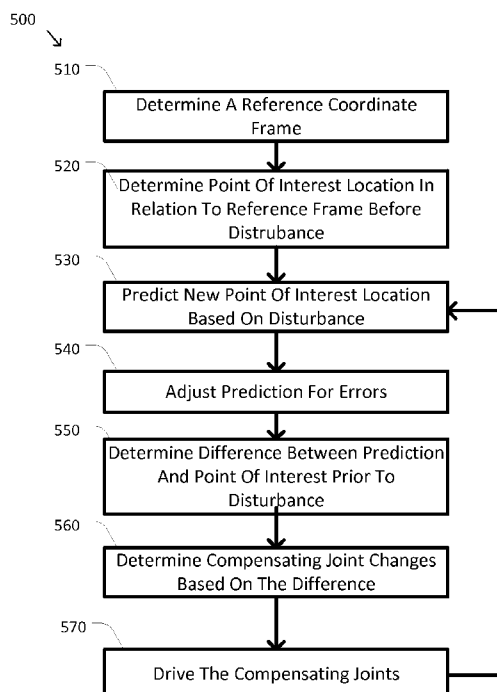 500
510
Determine A Reference Coordinate
Frame
520
Determine Point Of Interest Location In
Relation To Reference Frame Before
Distrubance
530
Predict New Point Of Interest Location
Based On Disturbance
540
Adjust Prediction For Errors
550
Determine Difference Between Prediction
And Point Of Interest Prior To
Disturbance
560
Determine Compensating Joint Changes
Based On The Difference
570
Drive The Compensating Joints